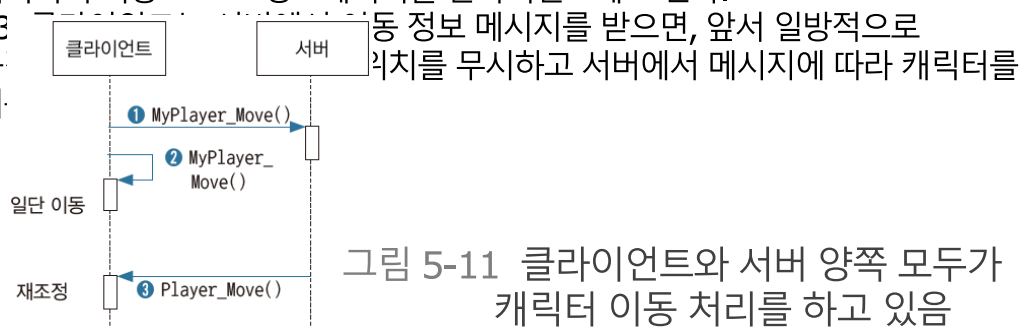 동 정보 메시지를 받으면, 앞서 일방적으로
위치를 무시하고 서버에서 메시지에 따라 캐릭터를
클라이언트
서버
❶ MyPlayer_Move()
❷ MyPlayer_
Move()
일단 이동
재조정
❸ Player_Move()
그림 5-11 클라이언트와 서버 양쪽 모두가
캐릭터 이동 처리를 하고 있음